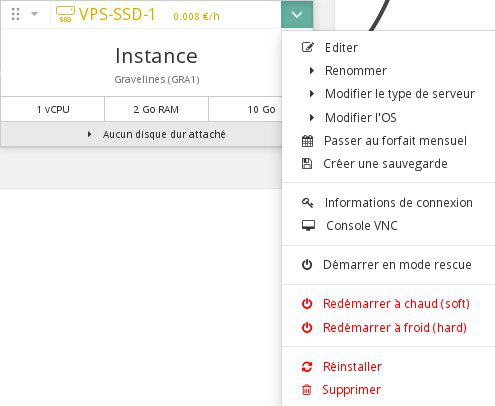 VPS-SSD-1 0.008 €/h
SSD
Instance
Gravelines (GRA1)
1 vCPU 2 Go RAM 10 Go
Aucun disque dur attaché
Editer
Renommer
Modifier le type de serveur
Modifier l'OS
Passer au forfait mensuel
Créer une sauvegarde
Informations de connexion
Console VNC
Démarrer en mode rescue
Redémarrer à chaud (soft)
Redémarrer à froid (hard)
Réinstaller
Supprimer